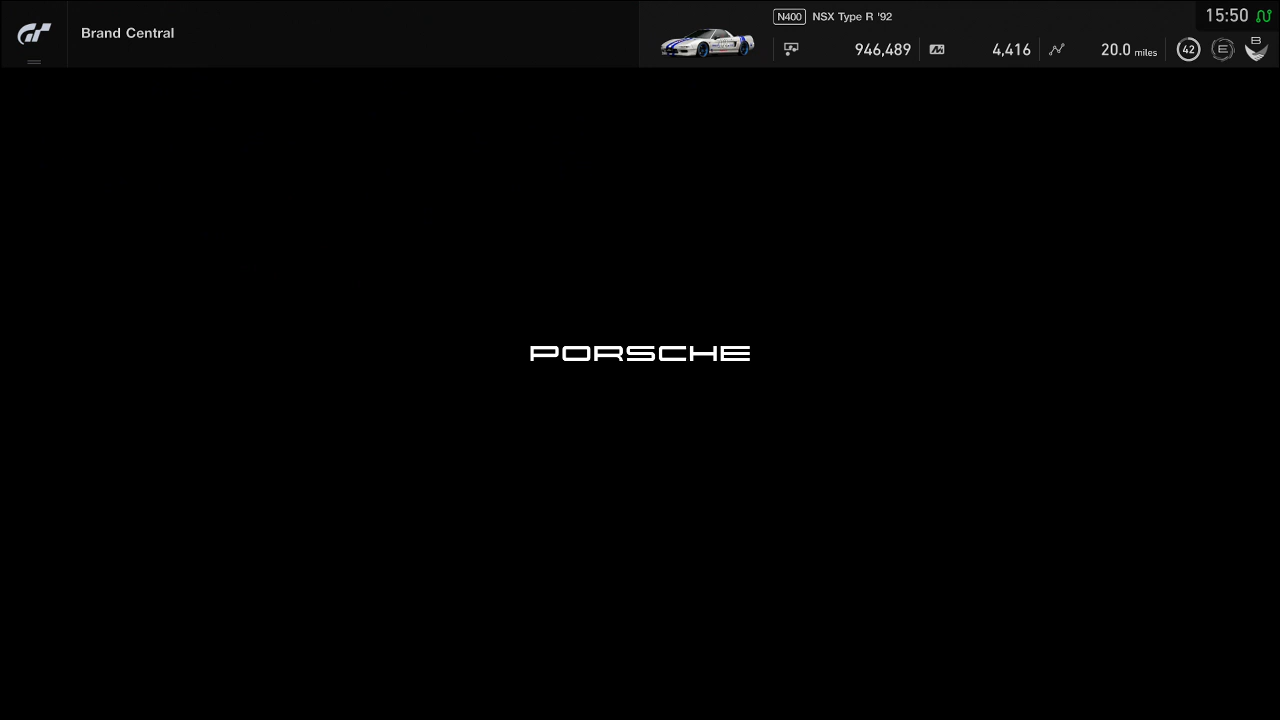 Brand Central
N400 NSX Type R '92
946,489 4,416 20.0 miles 42 E B
15:50
PORSCHE